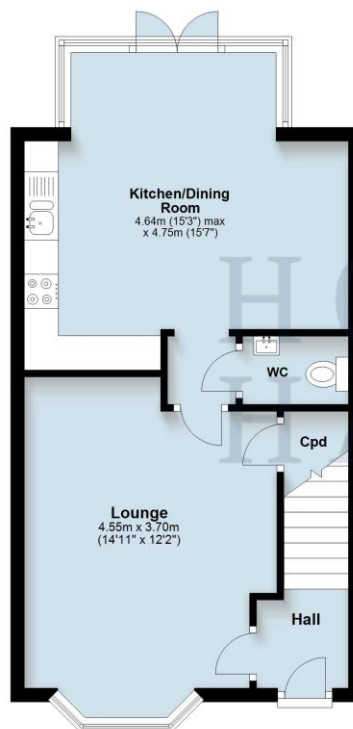 Kitchen/Dining
Room
4.64m (15'3") max
x 4.75m (15'7")
WC
Cpd
Lounge
4.55m x 3.70m
(14'11" x 12'2")
Hall